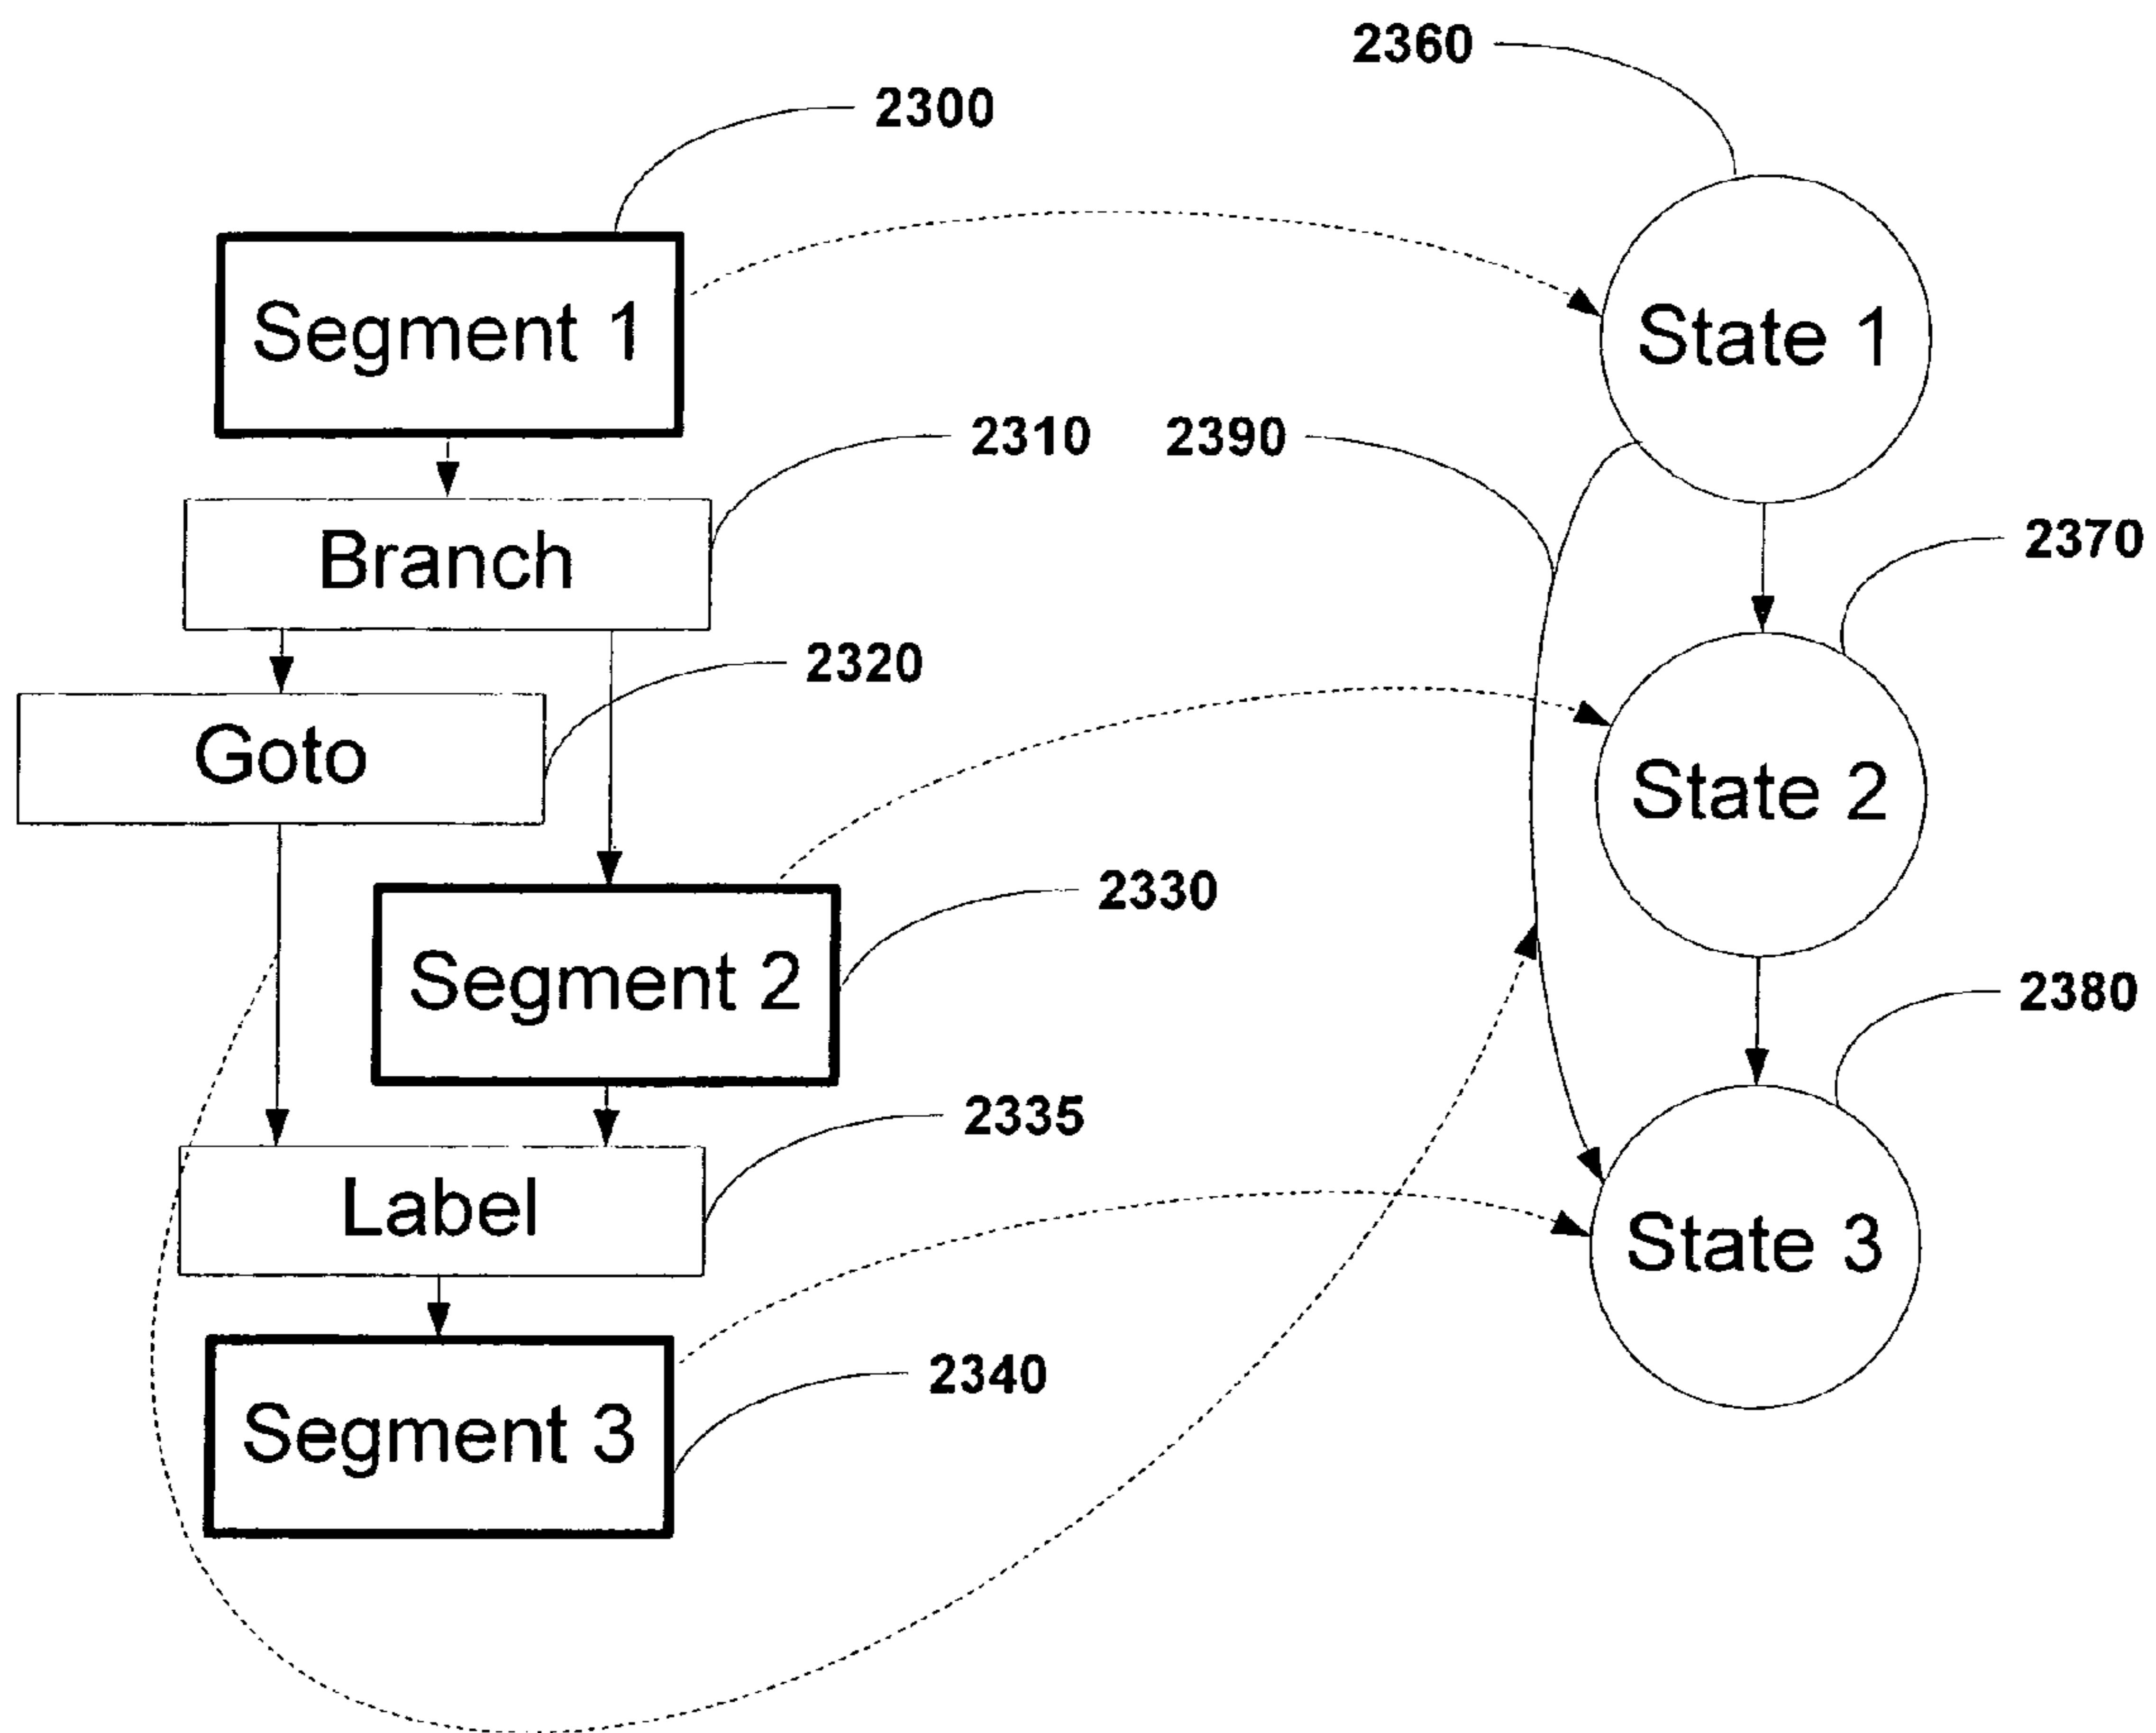 2360
2300
Segment 1
State 1
2310
2390
Branch
2370
2320
Goto
State 2
2330
Segment 2
2380
2335
Label
State 3
2340
Segment 3